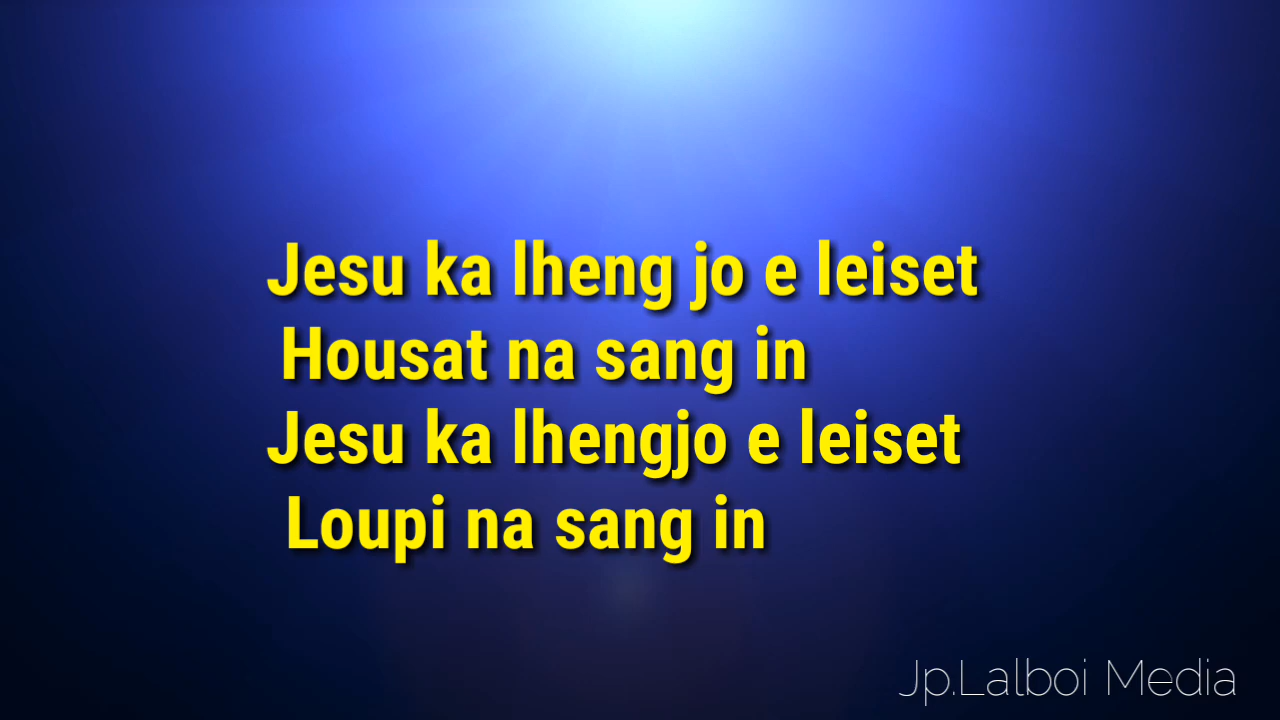 Jesu ka lheng jo e leiset
Housat na sang in
Jesu ka lhengjo e leiset
Loupi na sang in
Jp.Lalboi Media